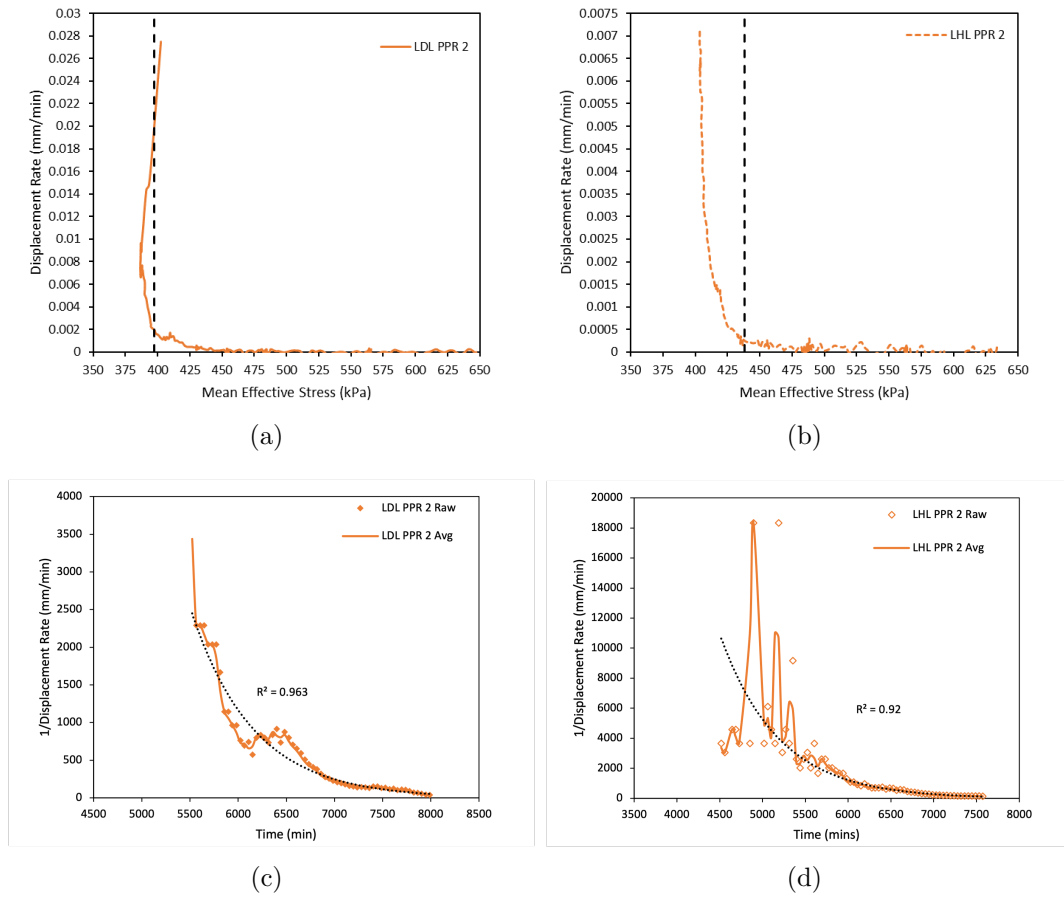 0.03
0.028
0.026
0.024
0.022
0.02
0.018
0.016
0.014
0.012
0.01
0.008
0.006
0.004
0.002
0
Displacement Rate (mm/min)
LDL PPR 2
350 375 400 425 450 475 500 525 550 575 600 625 650
Mean Effective Stress (kPa)
(a)
0.0075
0.007
0.0065
0.006
0.0055
0.005
0.0045
0.004
0.0035
0.003
0.0025
0.002
0.0015
0.001
0.0005
0
Displacement Rate (mm/min)
LHL PPR 2
350 375 400 425 450 475 500 525 550 575 600 625 650
Mean Effective Stress (kPa)
(b)
4000
3500
3000
2500
2000
1500
1000
500
0
1/Displacement Rate (mm/min)
LDL PPR 2 Raw
LDL PPR 2 Avg
R² = 0.963
4500 5000 5500 6000 6500 7000 7500 8000 8500
Time (min)
(c)
20000
18000
16000
14000
12000
10000
8000
6000
4000
2000
0
1/Displacement Rate (mm/min)
LHL PPR 2 Raw
LHL PPR 2 Avg
R² = 0.92
3500 4000 4500 5000 5500 6000 6500 7000 7500 8000
Time (mins)
(d)